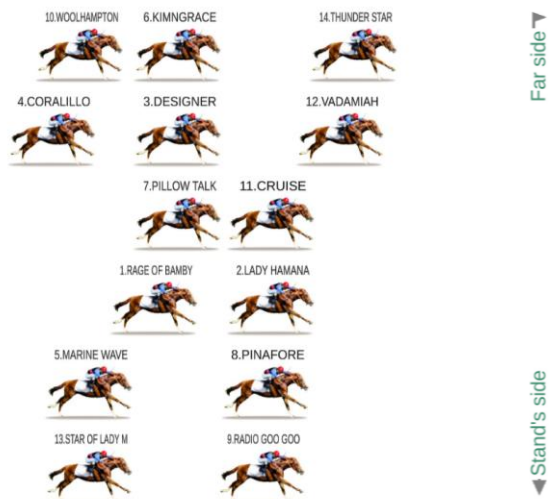 10.WOOLHAMPTON 6.KIMNGRACE 14.THUNDER STAR
Far side
4.CORALILLO 3.DESIGNER 12.VADAMIAH
7.PILLOW TALK 11.CRUISE
1.RAGE OF BAMBY 2.LADY HAMANA
5.MARINE WAVE 8.PINAFORE
Stand's side
13.STAR OF LADY M 9.RADIO GOO GOO